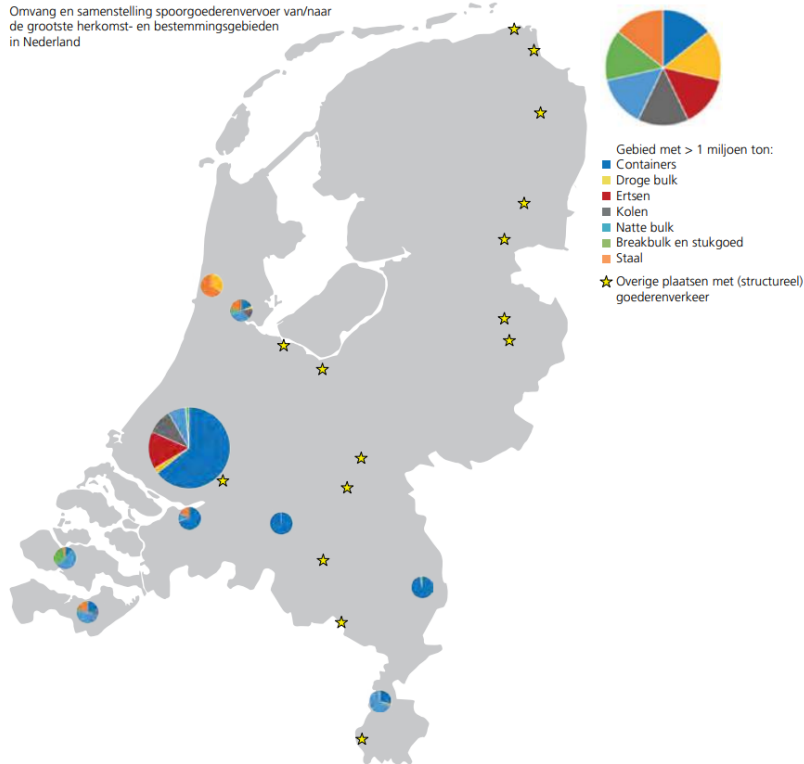 Omvang en samenstelling spoorgoederenvervoer van/naar
de grootste herkomst- en bestemmingsgebieden
in Nederland
Gebied met > 1 miljoen ton:
Containers
Droge bulk
Ertsen
Kolen
Natte bulk
Breakbulk en stukgoed
Staal
Overige plaatsen met (structureel)
goederenverkeer